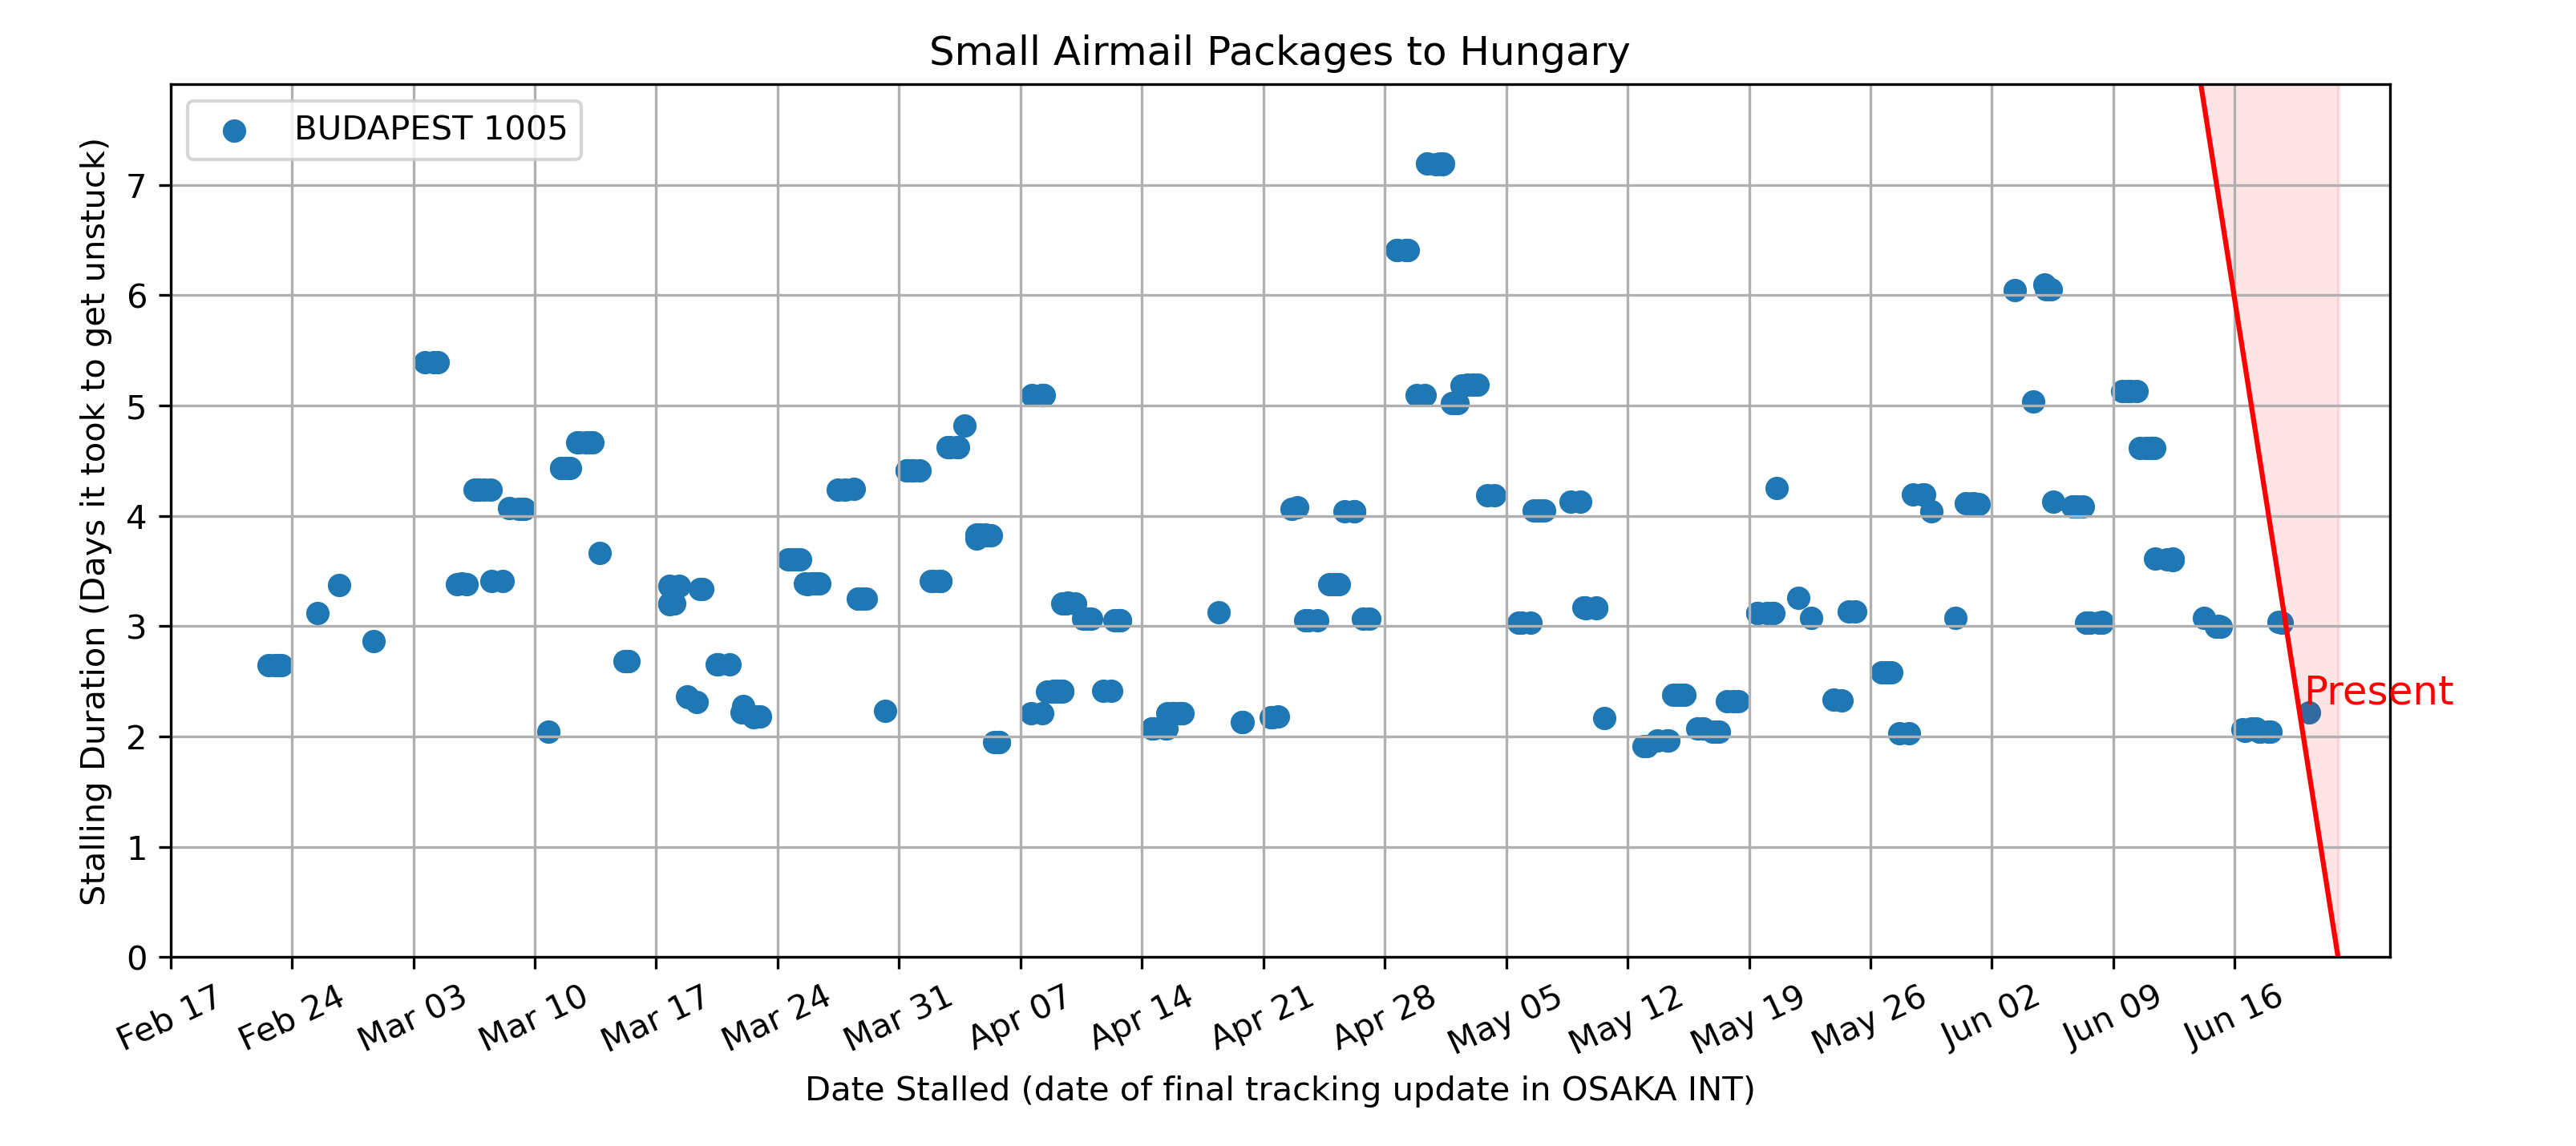 Small Airmail Packages to Hungary
BUDAPEST 1005
Stalling Duration (Days it took to get unstuck)
7
6
5
4
3
2
1
0
Present
Feb 17
Feb 24
Mar 03
Mar 10
Mar 17
Mar 24
Mar 31
Apr 07
Apr 14
Apr 21
Apr 28
May 05
May 12
May 19
May 26
Jun 02
Jun 09
Jun 16
Date Stalled (date of final tracking update in OSAKA INT)